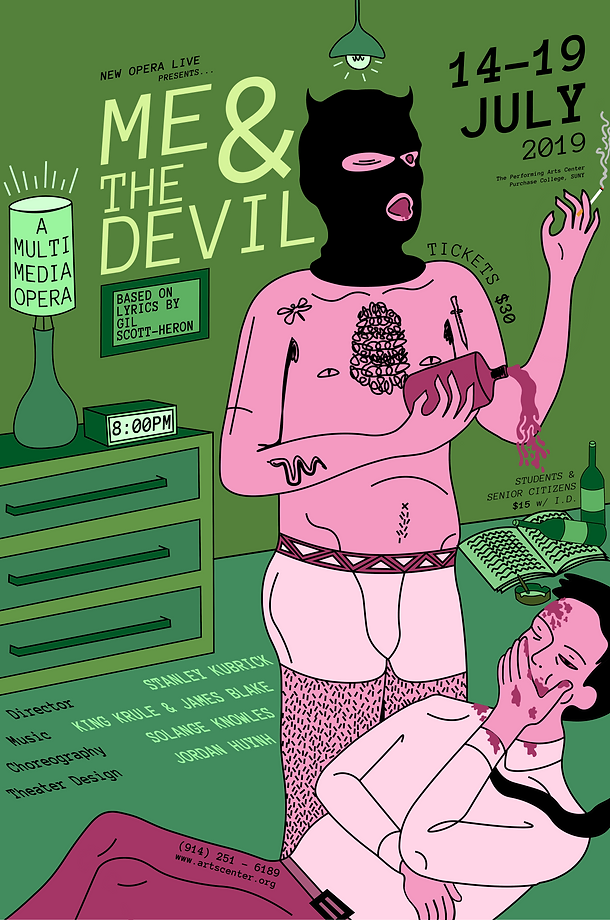 NEW OPERA LIVE
PRESENTS...
ME &
THE
DEVIL
14–19
JULY
2019
The Performing Arts Center
Purchase College, SUNY
A
MULTI
MEDIA
OPERA
BASED ON
LYRICS BY
GIL
SCOTT-HERON
TICKETS $30
8:00PM
STUDENTS &
SENIOR CITIZENS
$15 w/ I.D.
Director STANLEY KUBRICK
Music KING KRULE & JAMES BLAKE
Choreography SOLANGE KNOWLES
Theater Design JORDAN
(914) 251 – 6189
www.artscenter.org